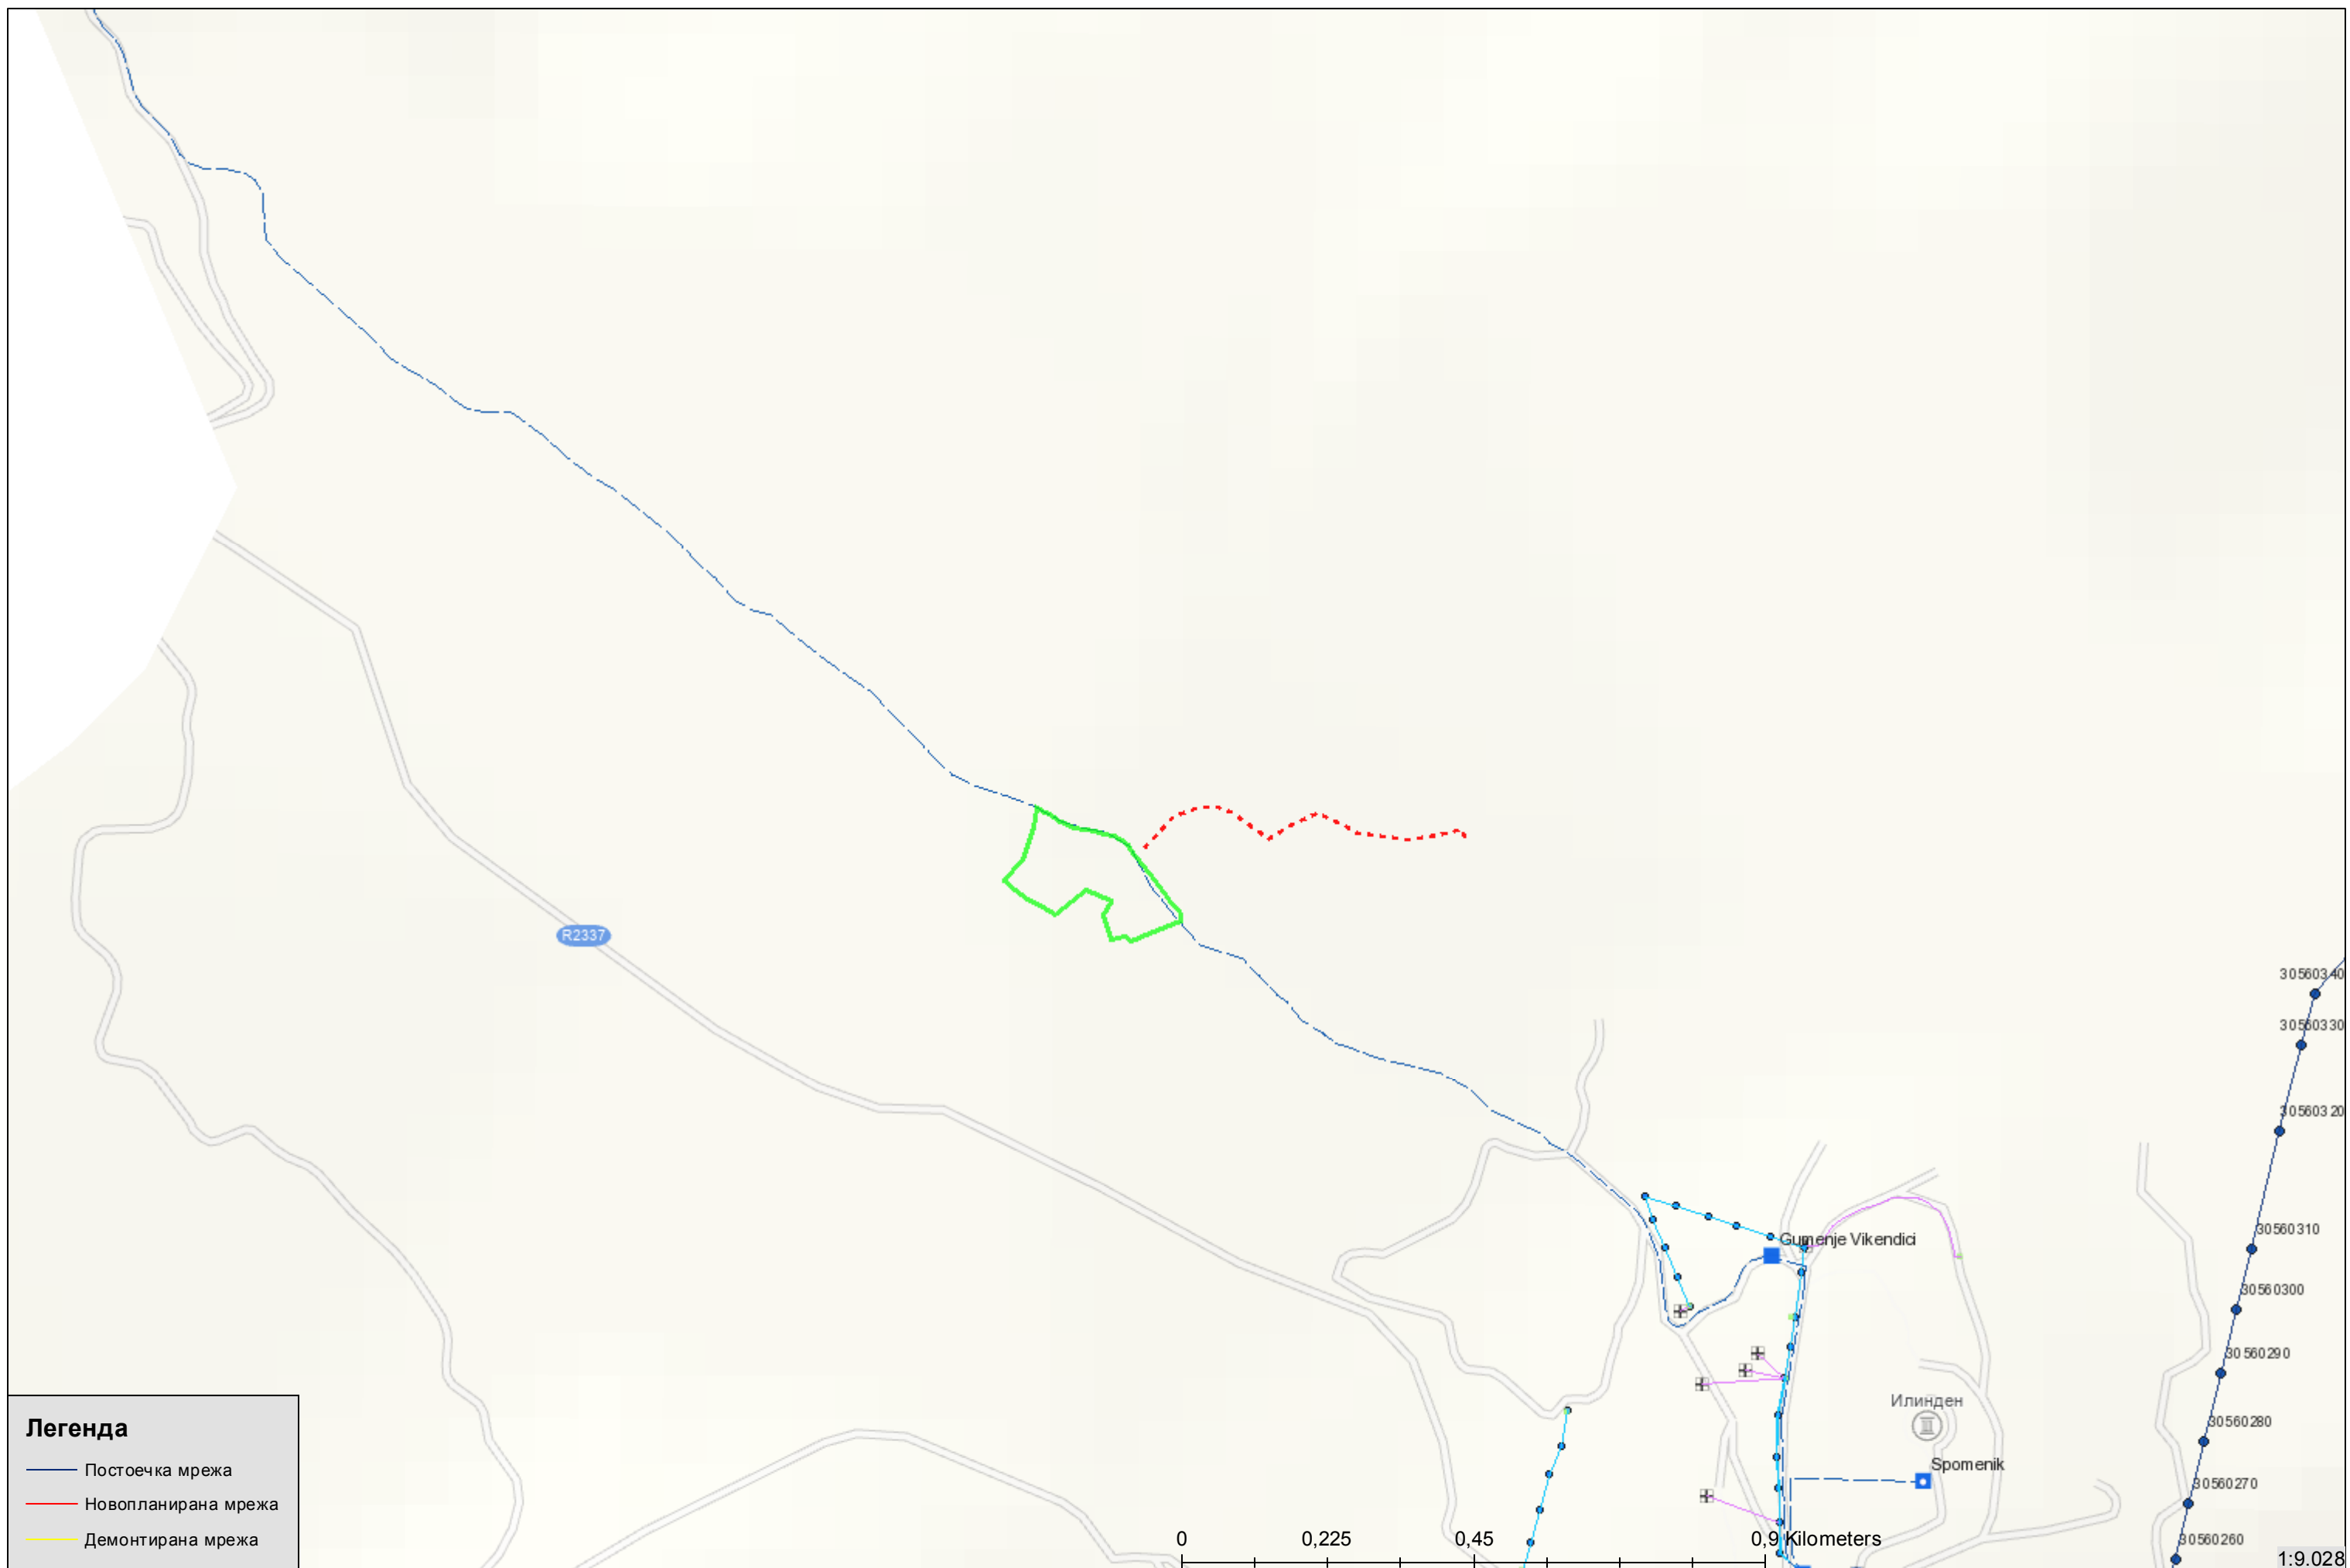 R2337
30560340
30560330
30560320
30560310
Gumenje Vikendici
30560300
30560290
Илинден
30560280
Spomenik
30560270
30560260
Легенда
Постоечка мрежа
Новопланирана мрежа
Демонтирана мрежа
0 0,225 0,45 0,9 Kilometers
1:9.028